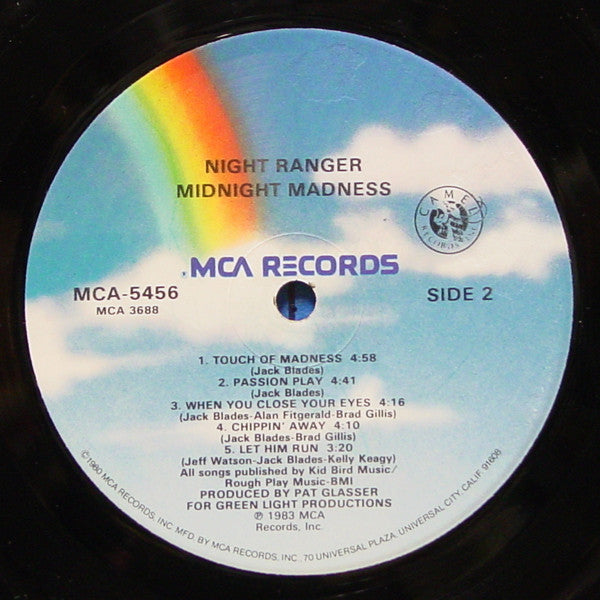 NIGHT RANGER
MIDNIGHT MADNESS
CAMEL
RECORDS INC.
MCA RECORDS
MCA-5456
MCA 3688
SIDE 2
1. TOUCH OF MADNESS 4:58
(Jack Blades)
2. PASSION PLAY 4:41
(Jack Blades)
3. WHEN YOU CLOSE YOUR EYES 4:16
(Jack Blades-Alan Fitgerald-Brad Gillis)
4. CHIPPIN' AWAY 4:10
(Jack Blades-Brad Gillis)
5. LET HIM RUN 3:20
(Jeff Watson-Jack Blades-Kelly Keagy)
All songs published by Kid Bird Music/
Rough Play Music-BMI
PRODUCED BY PAT GLASSER
FOR GREEN LIGHT PRODUCTIONS
℗ 1983 MCA
Records, Inc.
©1980 MCA RECORDS, INC. MFD. BY MCA RECORDS, INC., 70 UNIVERSAL PLAZA, UNIVERSAL CITY, CALIF. 91608